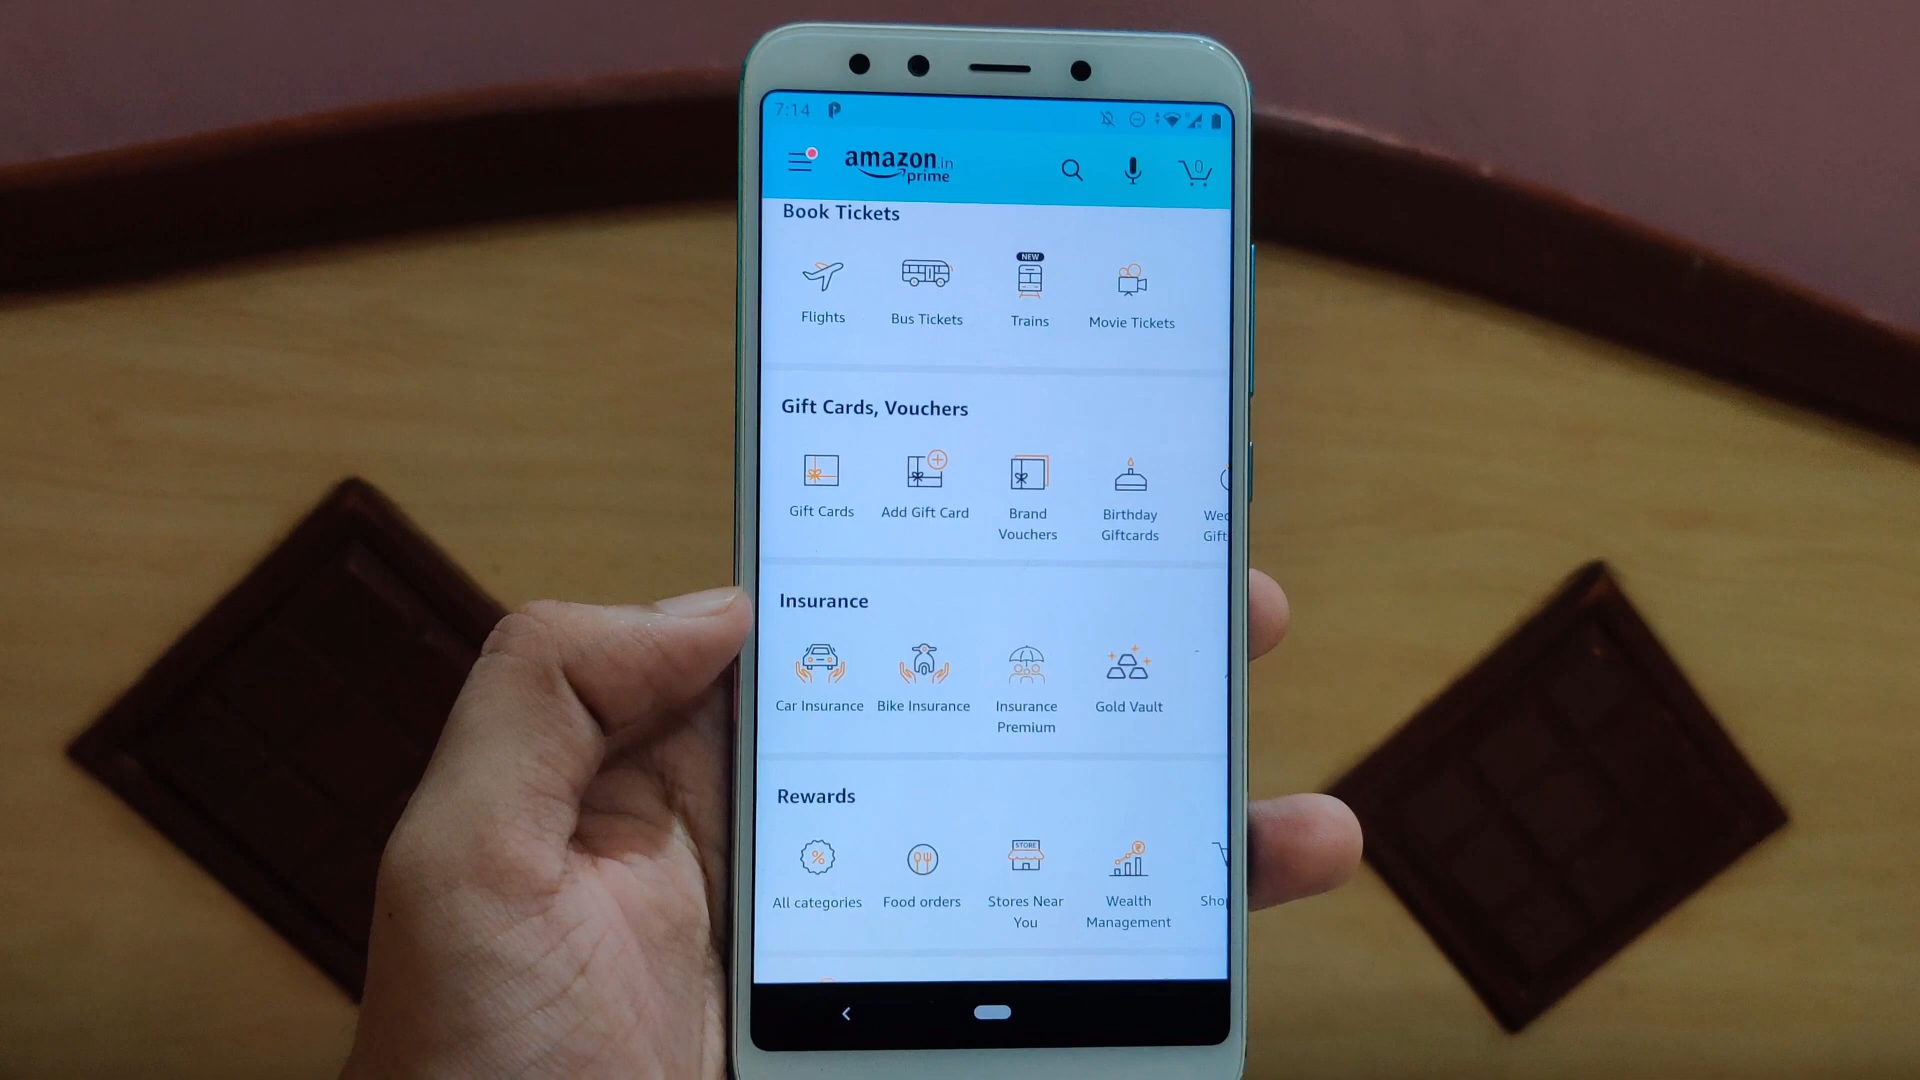 7:14
amazon.in
prime
0
Book Tickets
NEW
Flights
Bus Tickets
Trains
Movie Tickets
Gift Cards, Vouchers
Gift Cards
Add Gift Card
Brand
Vouchers
Birthday
Giftcards
Wed
Gift
Insurance
Car Insurance
Bike Insurance
Insurance
Premium
Gold Vault
Rewards
STORE
All categories
Food orders
Stores Near
You
Wealth
Management
Sho